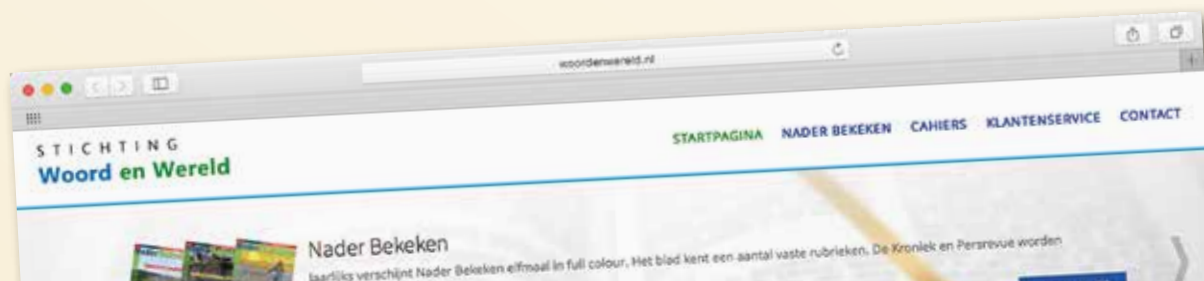 woordenwereld.nl
STICHTING
Woord en Wereld
STARTPAGINA NADER BEKEKEN CAHIERS KLANTENSERVICE CONTACT
Nader Bekeken
Jaarlijks verschijnt Nader Bekeken elfmaal in full colour. Het blad kent een aantal vaste rubrieken. De Kroniek en Persrevue worden